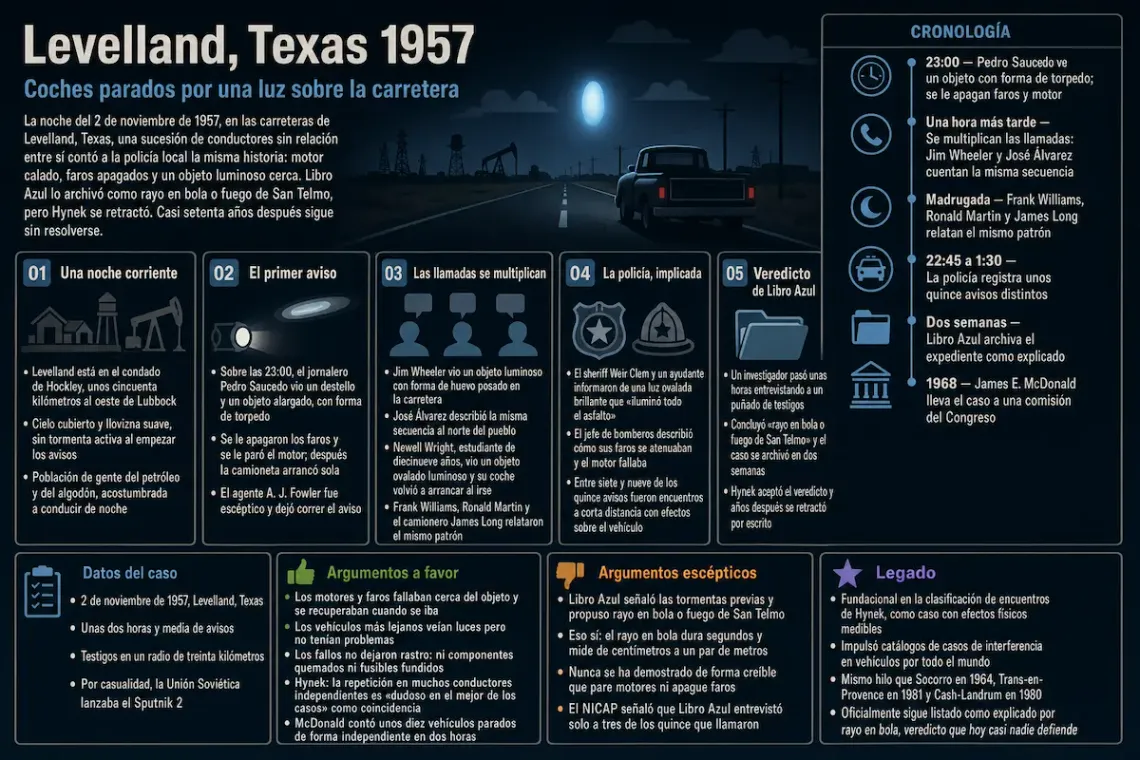 Levelland, Texas 1957
Coches parados por una luz sobre la carretera
La noche del 2 de noviembre de 1957, en las carreteras de
Levelland, Texas, una sucesión de conductores sin relación
entre sí contó a la policía local la misma historia: motor
calado, faros apagados y un objeto luminoso cerca. Libro
Azul lo archivó como rayo en bola o fuego de San Telmo,
pero Hynek se retractó. Casi setenta años después sigue
sin resolverse.
CRONOLOGÍA
23:00 — Pedro Saucedo ve
un objeto con forma de torpedo;
se le apagan faros y motor
Una hora más tarde —
Se multiplican las llamadas:
Jim Wheeler y José Álvarez
cuentan la misma secuencia
Madrugada — Frank Williams,
Ronald Martin y James Long
relatan el mismo patrón
22:45 a 1:30 —
La policía registra unos
quince avisos distintos
Dos semanas —
Libro Azul archiva el
expediente como explicado
1968 — James E. McDonald
lleva el caso a una comisión
del Congreso
01 Una noche corriente
• Levelland está en el condado
de Hockley, unos cincuenta
kilómetros al oeste de Lubbock
• Cielo cubierto y llovizna suave,
sin tormenta activa al empezar
los avisos
• Población de gente del petróleo
y del algodón, acostumbrada
a conducir de noche
02 El primer aviso
• Sobre las 23:00, el jornalero
Pedro Saucedo vio un destello
y un objeto alargado, con forma
de torpedo
• Se le apagaron los faros y
se le paró el motor; después
la camioneta arrancó sola
• El agente A. J. Fowler fue
escéptico y dejó correr el aviso
03 Las llamadas se multiplican
• Jim Wheeler vio un objeto luminoso
con forma de huevo posado en
la carretera
• José Álvarez describió la misma
secuencia al norte del pueblo
• Newell Wright, estudiante de
diecinueve años, vio un objeto
ovalado luminoso y su coche
volvió a arrancar al irse
• Frank Williams, Ronald Martin y
el camionero James Long relataron
el mismo patrón
04 La policía, implicada
• El sheriff Weir Clem y un ayudante
informaron de una luz ovalada
brillante que «iluminó todo
el asfalto»
• El jefe de bomberos describió
cómo sus faros se atenuaban
y el motor fallaba
• Entre siete y nueve de los
quince avisos fueron encuentros
a corta distancia con efectos
sobre el vehículo
05 Veredicto
de Libro Azul
• Un investigador pasó unas
horas entrevistando a un
puñado de testigos
• Concluyó «rayo en bola o
fuego de San Telmo» y el
caso se archivó en dos
semanas
• Hynek aceptó el veredicto y
años después se retractó
por escrito
Datos del caso
• 2 de noviembre de 1957, Levelland, Texas
• Unas dos horas y media de avisos
• Testigos en un radio de treinta kilómetros
• Por casualidad, la Unión Soviética
lanzaba el Sputnik 2
Argumentos a favor
• Los motores y faros fallaban cerca del objeto y
se recuperaban cuando se iba
• Los vehículos más lejanos veían luces pero
no tenían problemas
• Los fallos no dejaron rastro: ni componentes
quemados ni fusibles fundidos
• Hynek: la repetición en muchos conductores
independientes es «dudoso en el mejor de los
casos» como coincidencia
• McDonald contó unos diez vehículos parados
de forma independiente en dos horas
Argumentos escépticos
• Libro Azul señaló las tormentas previas y
propuso rayo en bola o fuego de San Telmo
• Eso sí: el rayo en bola dura segundos y
mide de centímetros a un par de metros
• Nunca se ha demostrado de forma creíble
que pare motores ni apague faros
• El NICAP señaló que Libro Azul entrevistó
solo a tres de los quince que llamaron
Legado
• Fundacional en la clasificación de encuentros
de Hynek, como caso con efectos físicos
medibles
• Impulsó catálogos de casos de interferencia
en vehículos por todo el mundo
• Mismo hilo que Socorro en 1964, Trans-en-
Provence en 1981 y Cash-Landrum en 1980
• Oficialmente sigue listado como explicado por
rayo en bola, veredicto que hoy casi nadie defiende